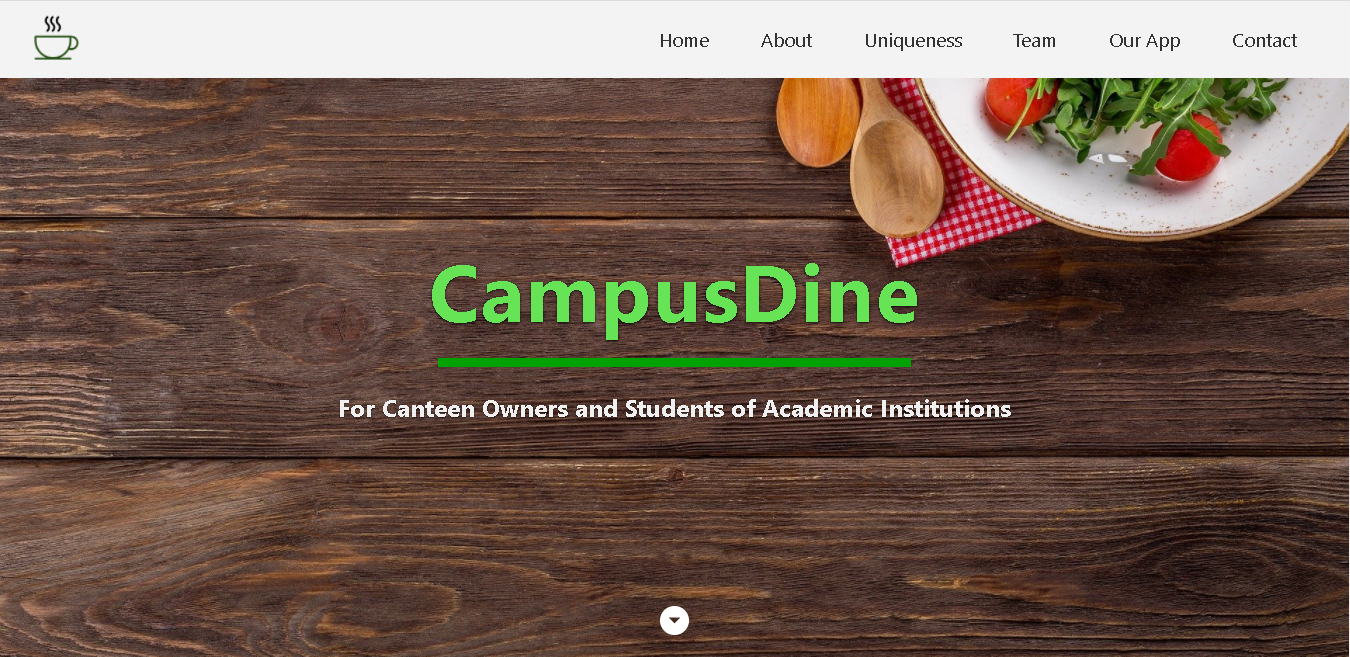 Home About Uniqueness Team Our App Contact
CampusDine
For Canteen Owners and Students of Academic Institutions